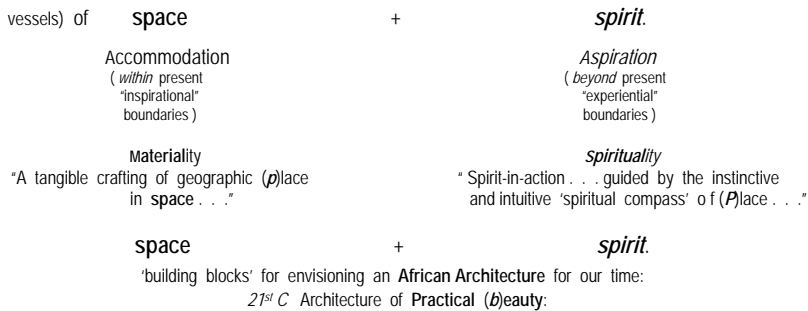 vessels) of space + spirit.
Accommodation Aspiration
( within present ( beyond present
"inspirational" "experiential"
boundaries ) boundaries )
Materiality Spirituality
"A tangible crafting of geographic (p)lace " Spirit-in-action . . . guided by the instinctive
in space . . ." and intuitive 'spiritual compass' o f (P)lace . . ."
space + spirit.
'building blocks' for envisioning an African Architecture for our time:
21st C Architecture of Practical (b)eauty: